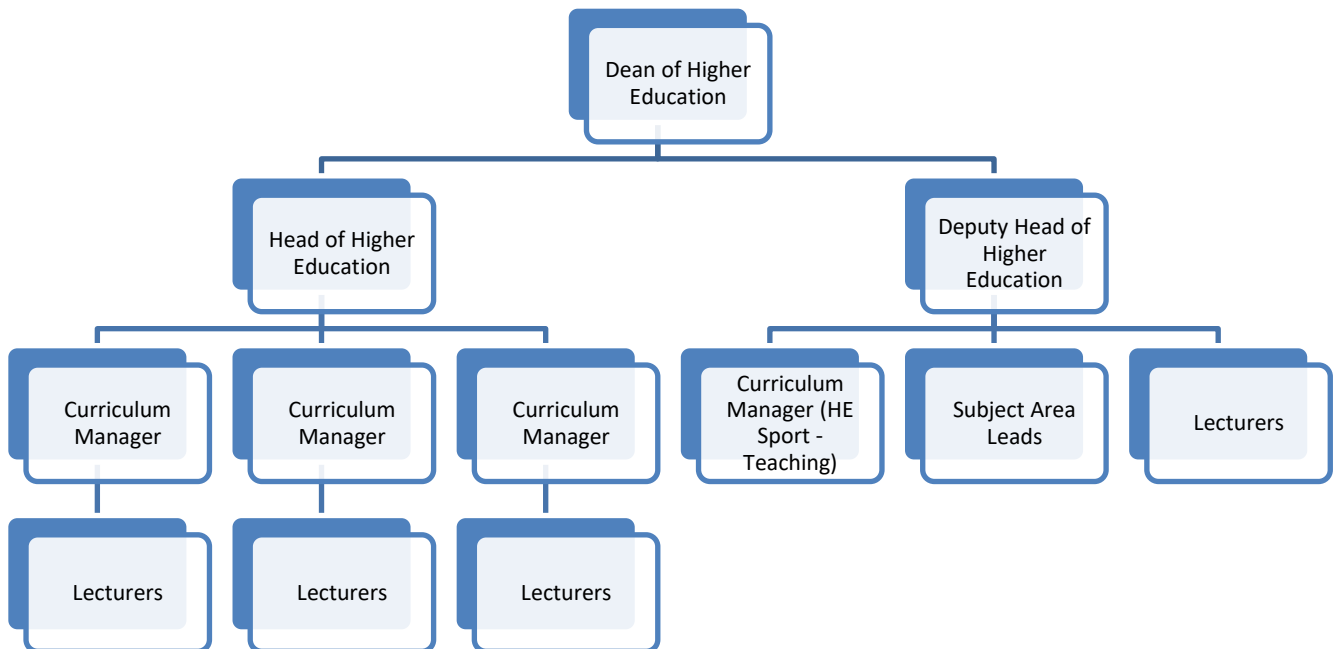 Dean of Higher
Education
Head of Higher
Education
Deputy Head of
Higher
Education
Curriculum
Manager
Curriculum
Manager
Curriculum
Manager
Curriculum
Manager (HE
Sport -
Teaching)
Subject Area
Leads
Lecturers
Lecturers
Lecturers
Lecturers